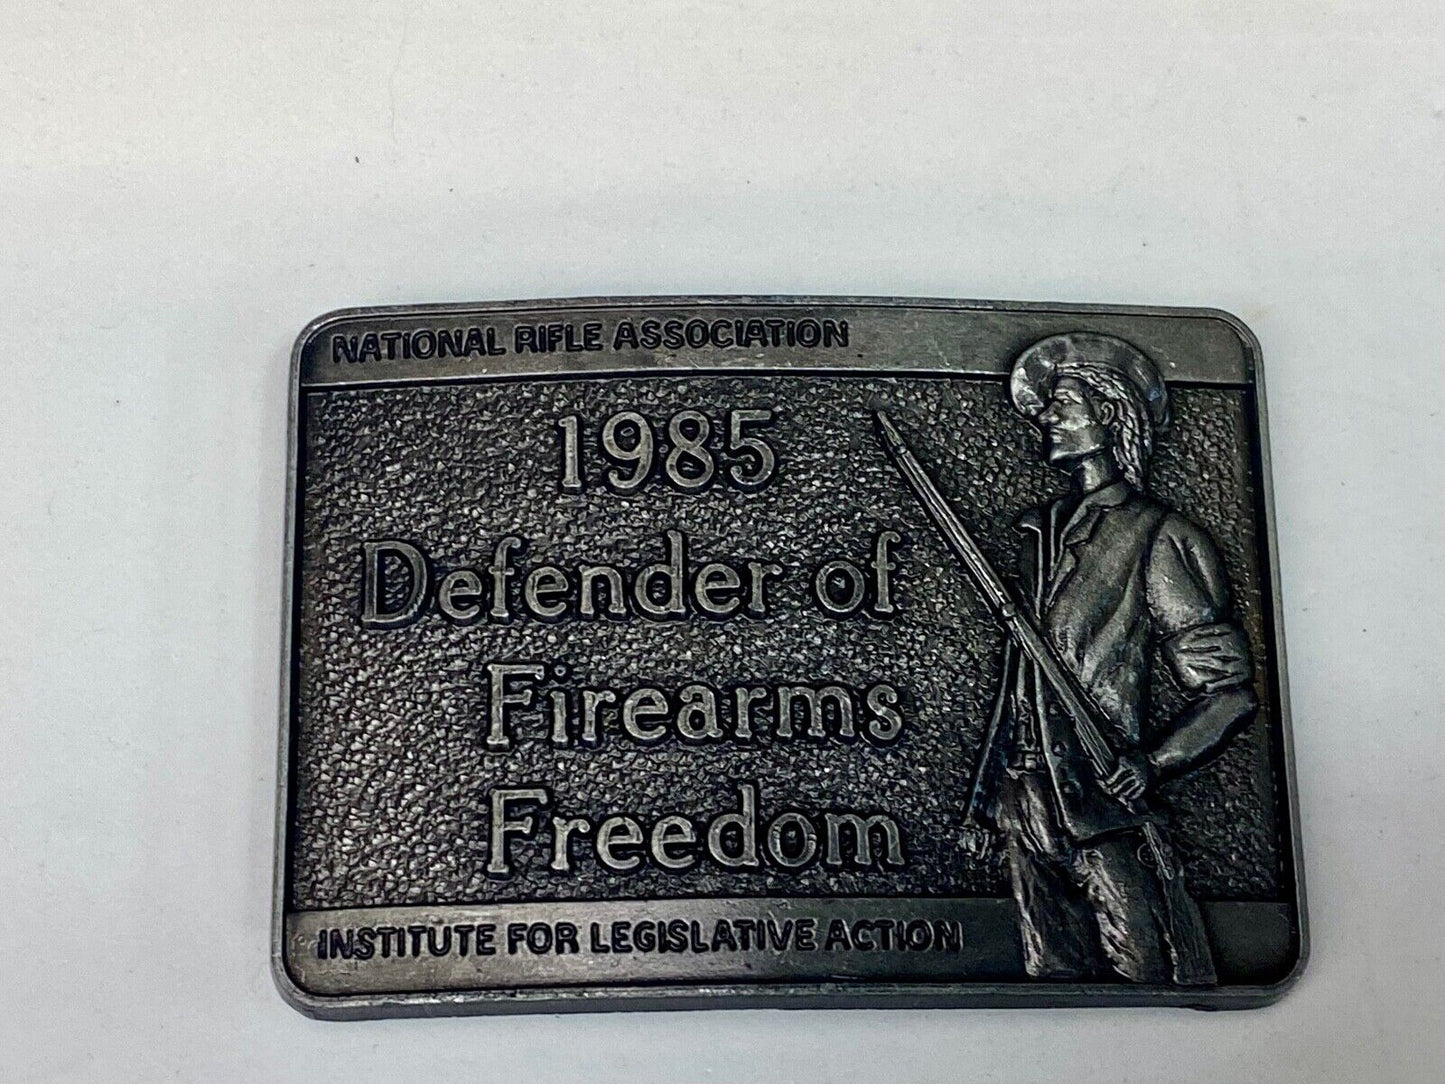 NATIONAL RIFLE ASSOCIATION
1985
Defender of
Firearms
Freedom
INSTITUTE FOR LEGISLATIVE ACTION